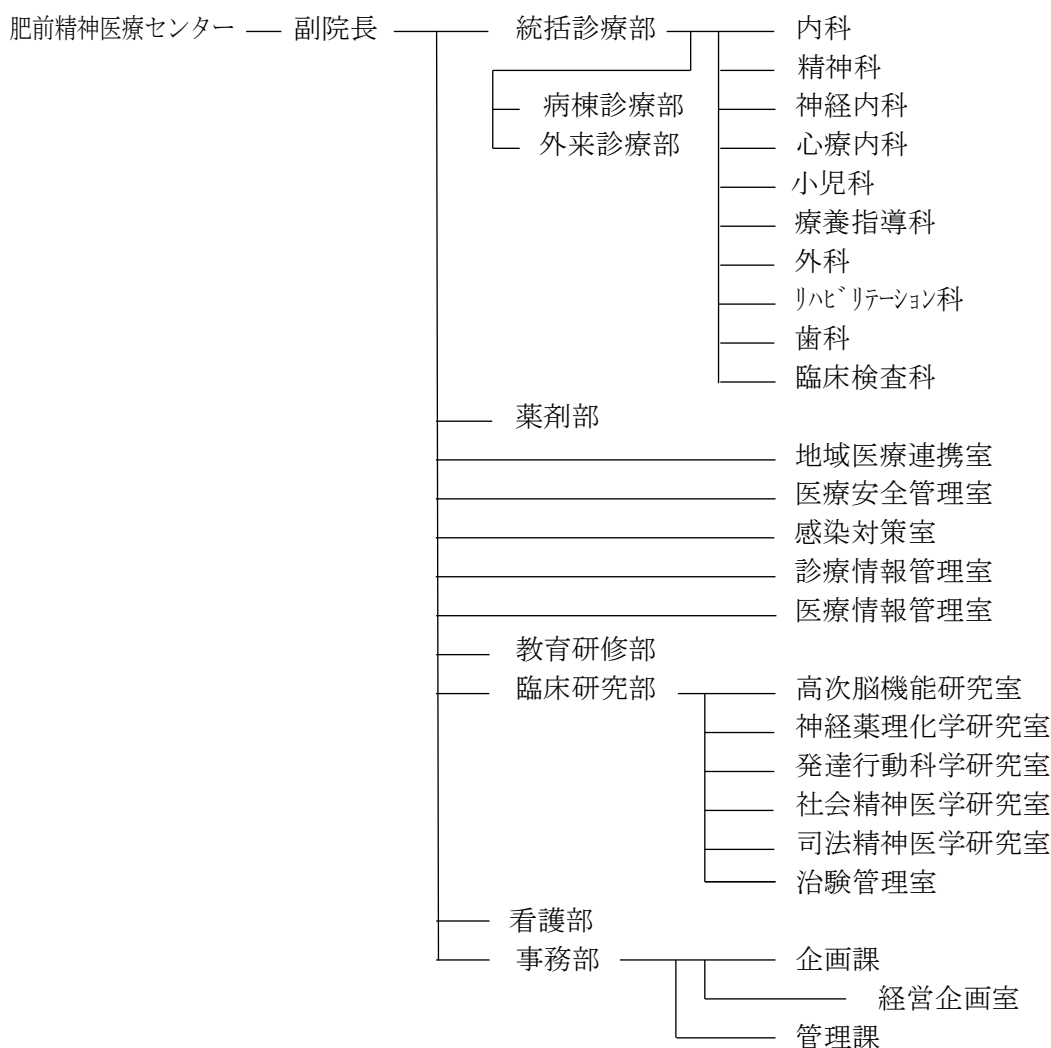 肥前精神医療センター 副院長 統括診療部 内科
精神科
病棟診療部 神経内科
外来診療部 心療内科
小児科
療養指導科
外科
ﾘﾊﾋﾞﾘﾃｰｼｮﾝ科
歯科
臨床検査科
薬剤部
地域医療連携室
医療安全管理室
感染対策室
診療情報管理室
医療情報管理室
教育研修部
臨床研究部 高次脳機能研究室
神経薬理化学研究室
発達行動科学研究室
社会精神医学研究室
司法精神医学研究室
治験管理室
看護部
事務部 企画課
経営企画室
管理課